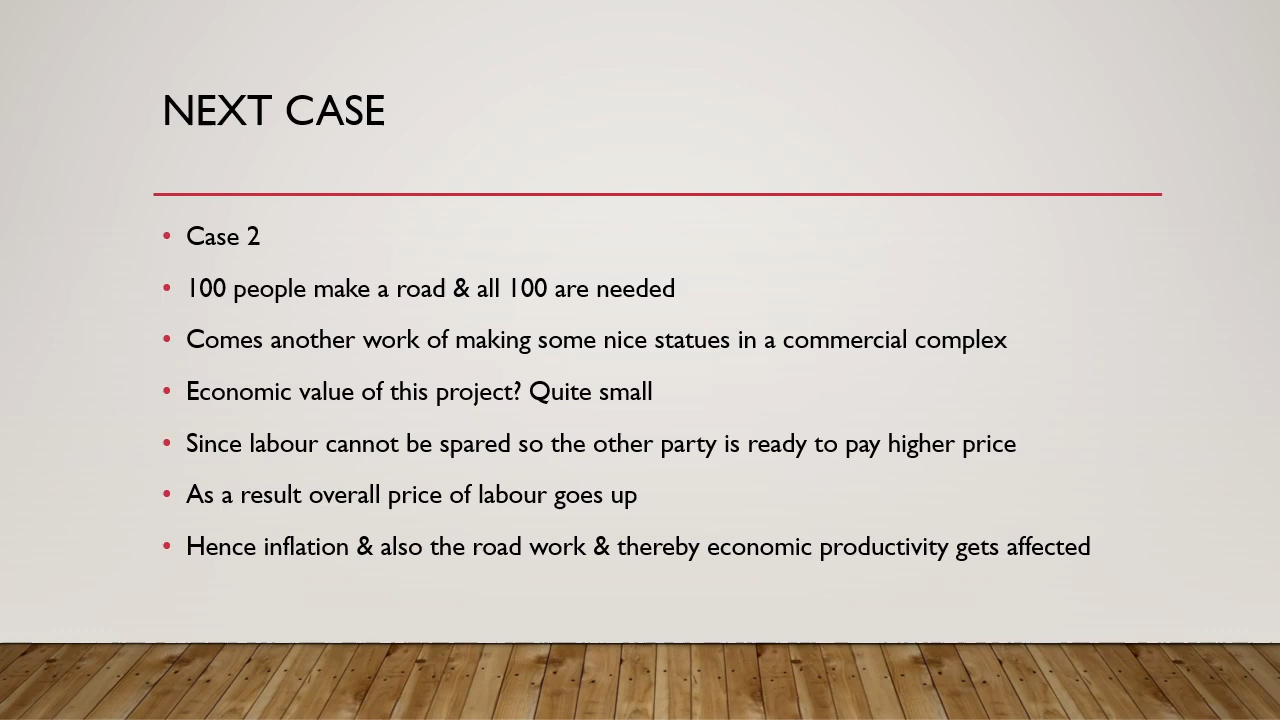 NEXT CASE
• Case 2
• 100 people make a road & all 100 are needed
• Comes another work of making some nice statues in a commercial complex
• Economic value of this project? Quite small
• Since labour cannot be spared so the other party is ready to pay higher price
• As a result overall price of labour goes up
• Hence inflation & also the road work & thereby economic productivity gets affected